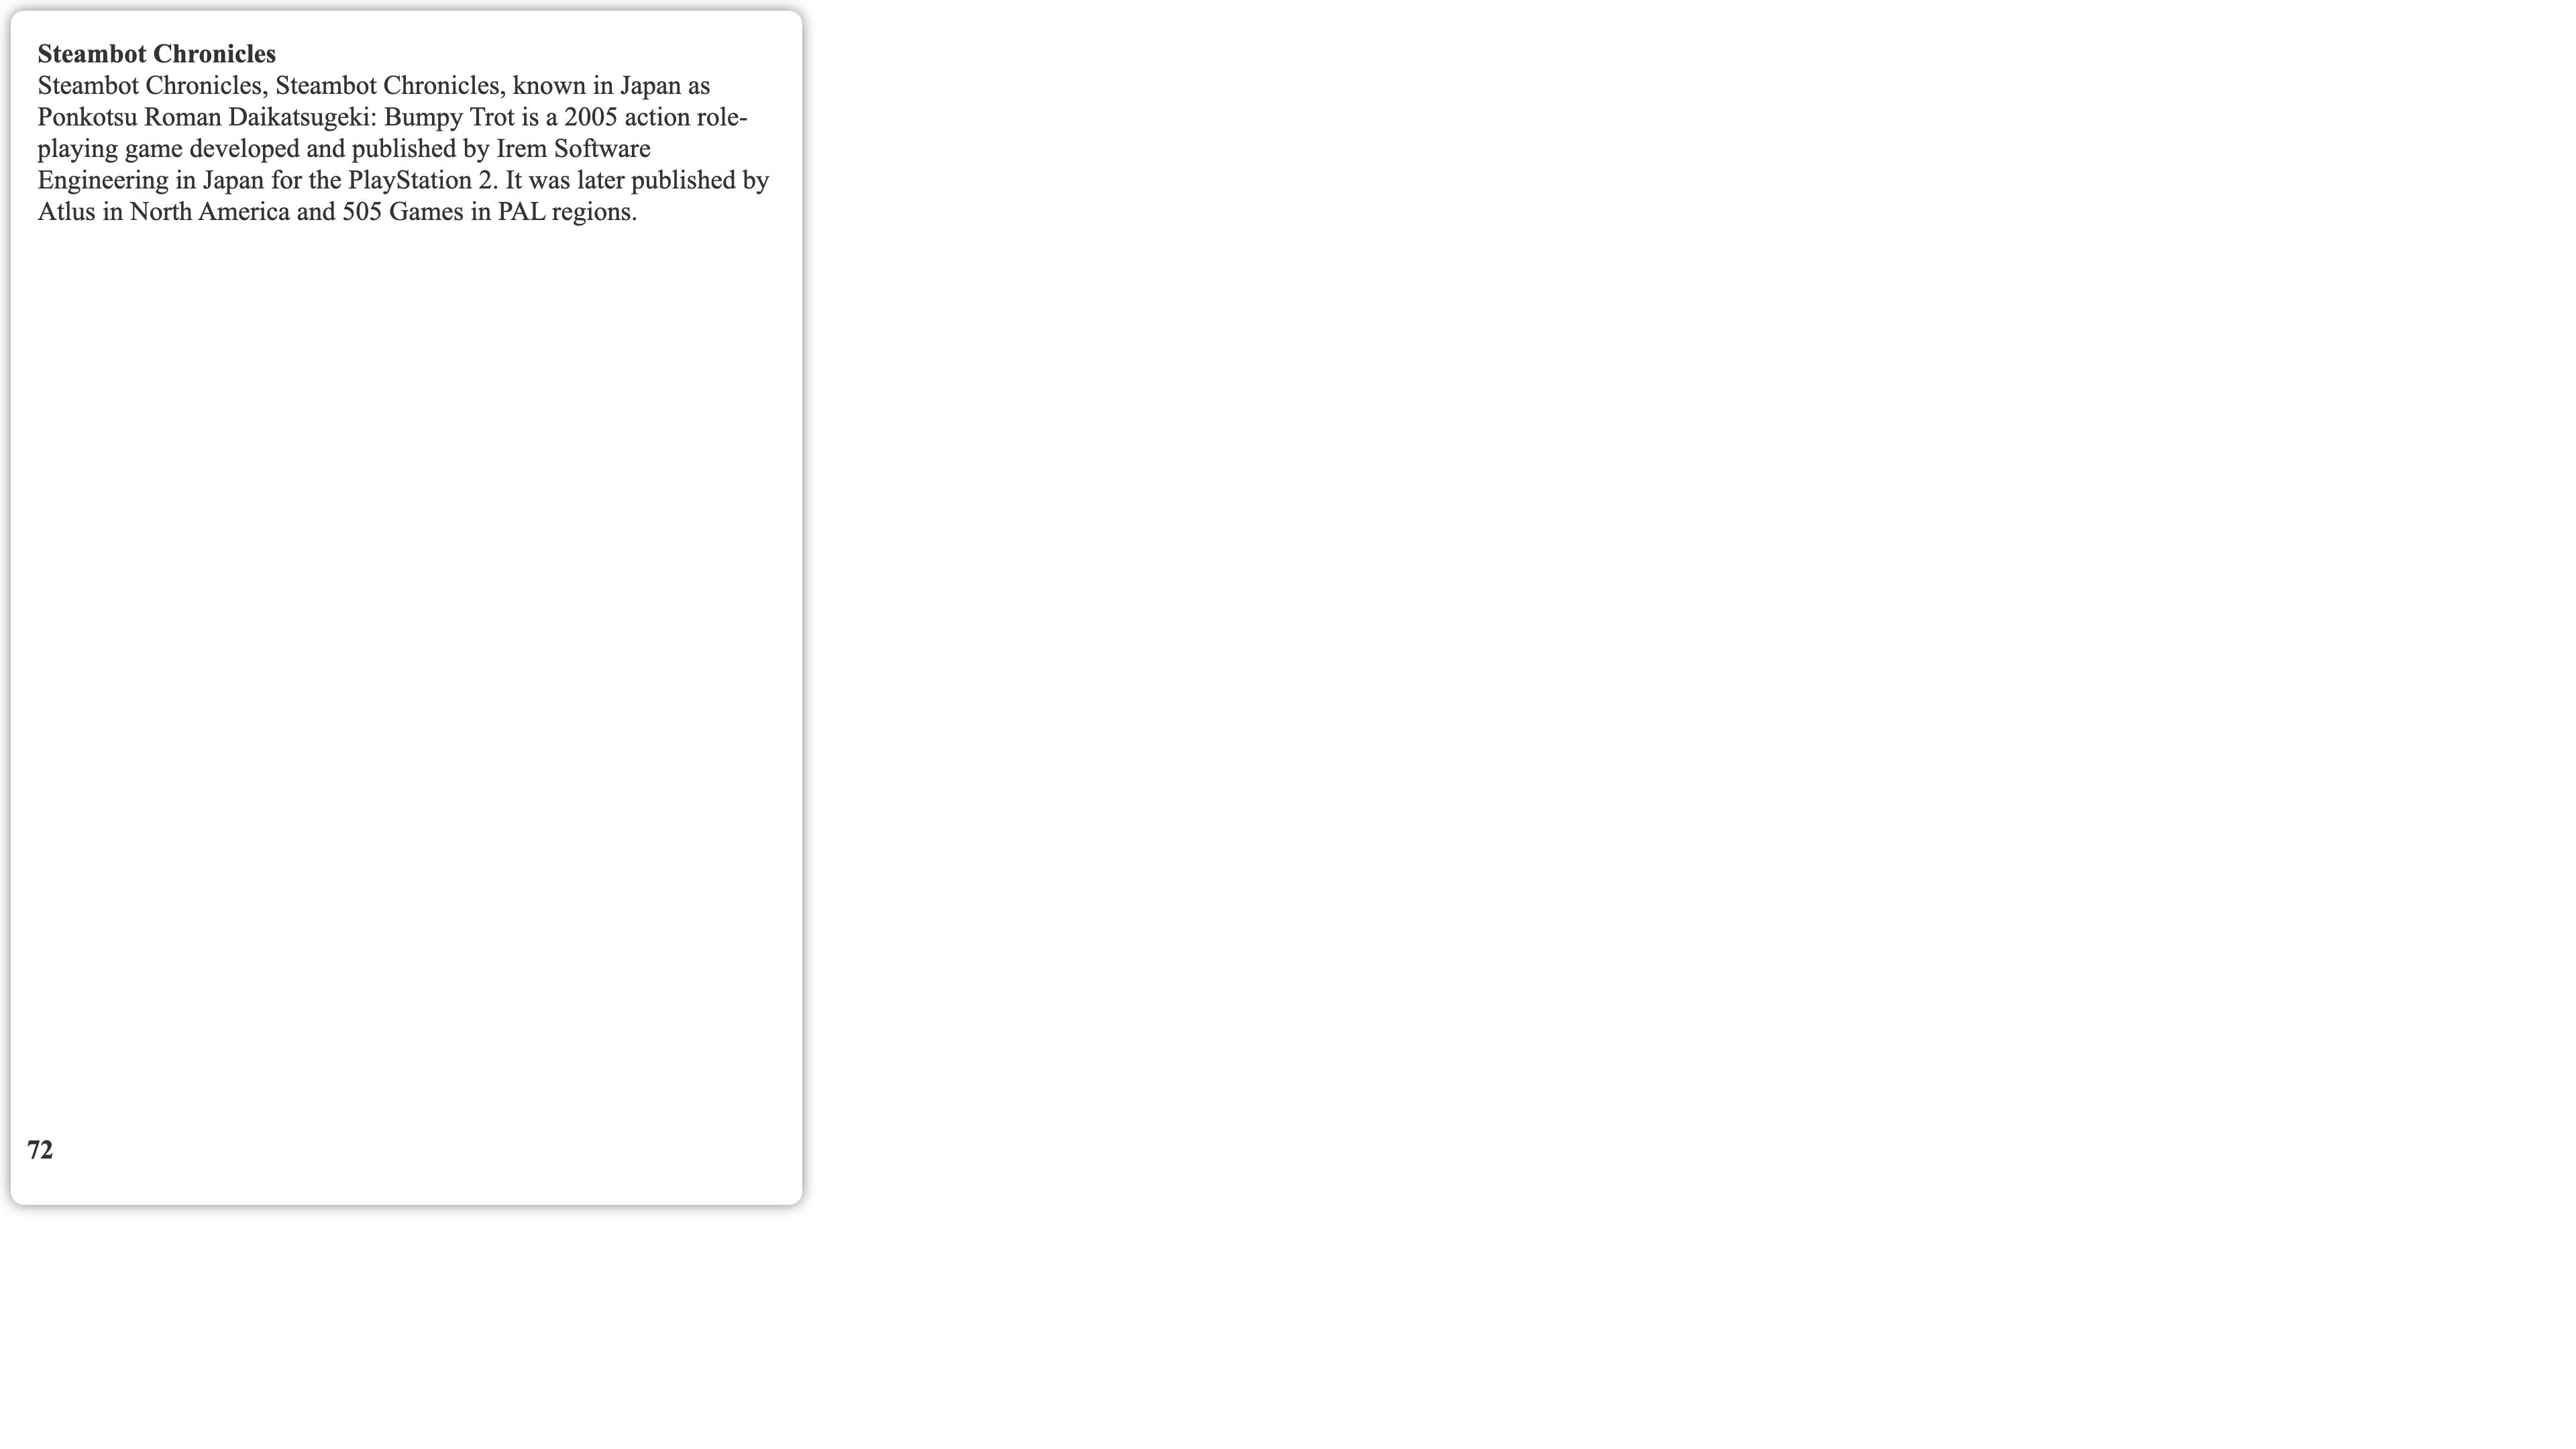 Steambot Chronicles
Steambot Chronicles, Steambot Chronicles, known in Japan as
Ponkotsu Roman Daikatsugeki: Bumpy Trot is a 2005 action role-
playing game developed and published by Irem Software
Engineering in Japan for the PlayStation 2. It was later published by
Atlus in North America and 505 Games in PAL regions.
72